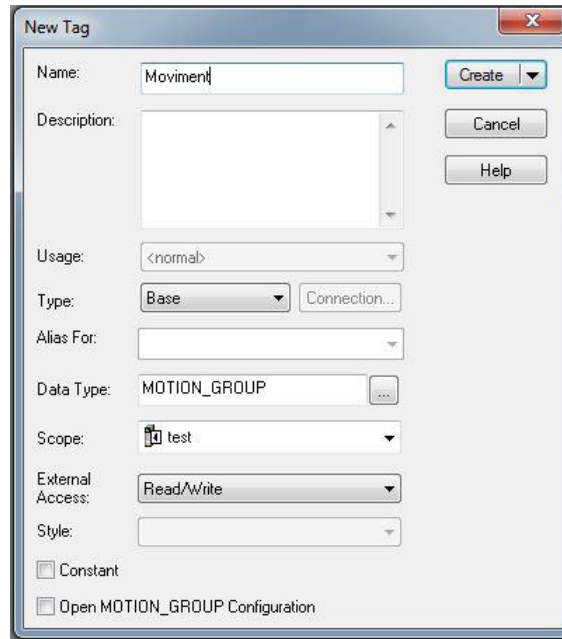 New Tag
Name: Moviment Create
Description: Cancel
Help
Usage: <normal>
Type: Base Connection...
Alias For:
Data Type: MOTION_GROUP ...
Scope: test
External
Access: Read/Write
Style:
Constant
Open MOTION_GROUP Configuration